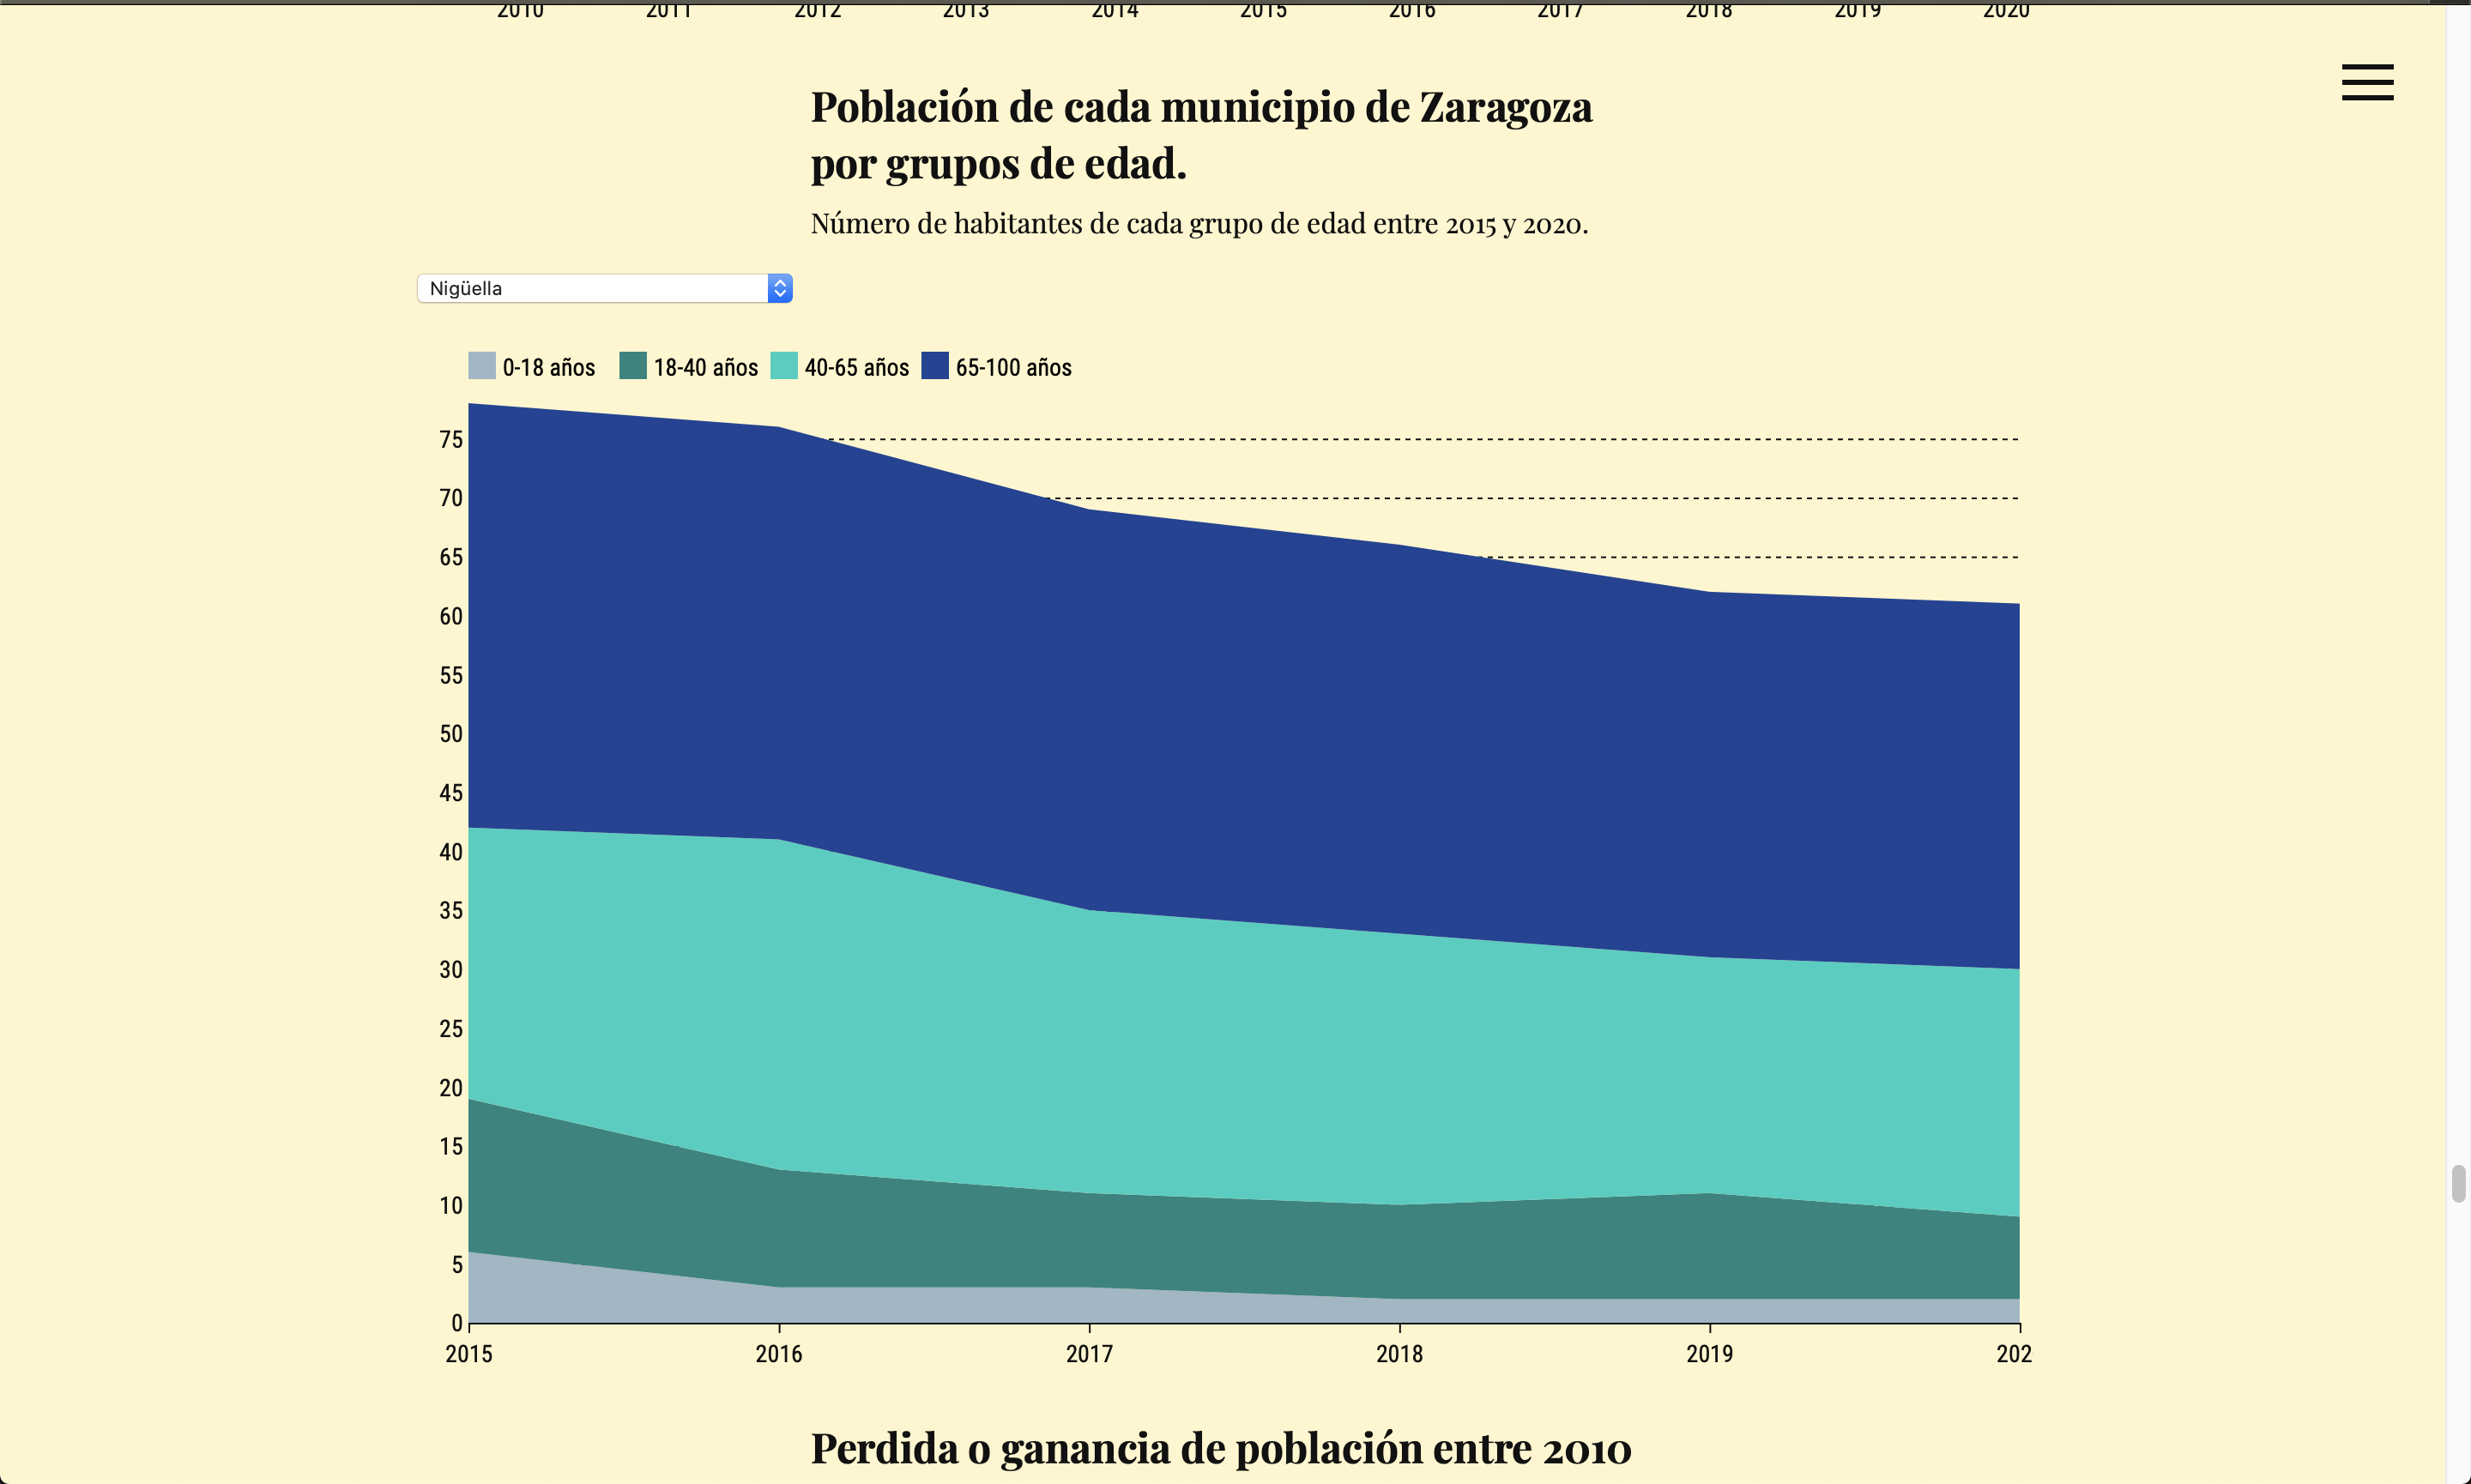 2010 2011 2012 2013 2014 2015 2016 2017 2018 2019 2020
Población de cada municipio de Zaragoza
por grupos de edad.
Número de habitantes de cada grupo de edad entre 2015 y 2020.
Nigüella
0-18 años 18-40 años 40-65 años 65-100 años
75
70
65
60
55
50
45
40
35
30
25
20
15
10
5
0
2015 2016 2017 2018 2019 202
Perdida o ganancia de población entre 2010